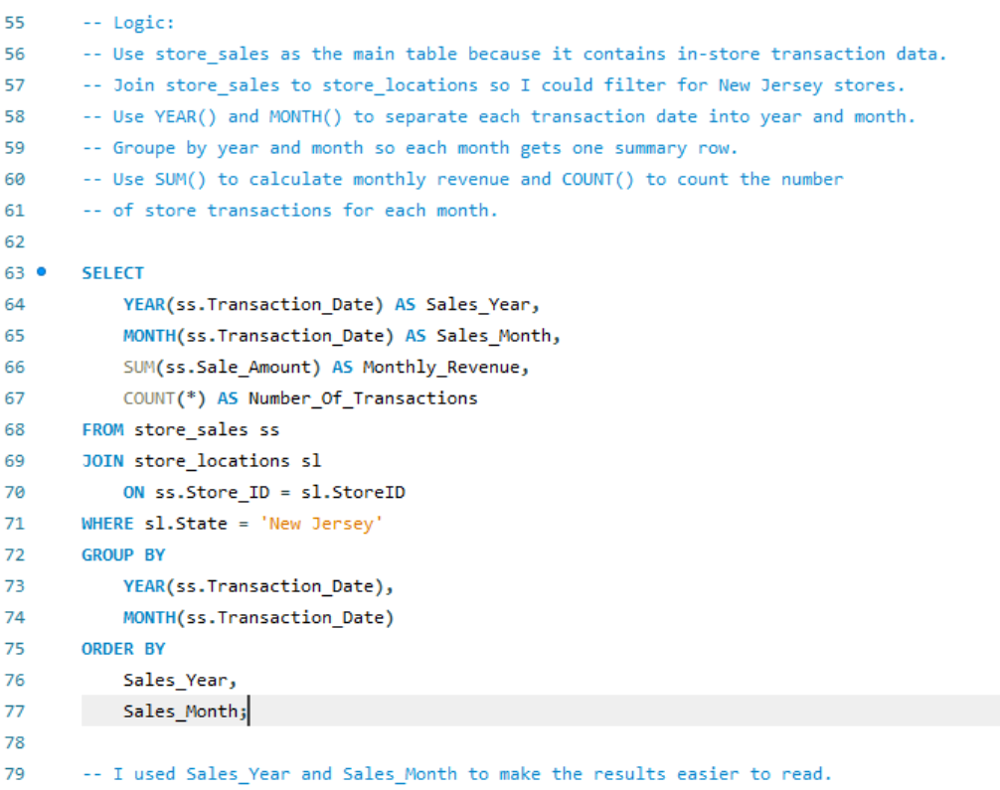 55 -- Logic:
56 -- Use store_sales as the main table because it contains in-store transaction data.
57 -- Join store_sales to store_locations so I could filter for New Jersey stores.
58 -- Use YEAR() and MONTH() to separate each transaction date into year and month.
59 -- Groupe by year and month so each month gets one summary row.
60 -- Use SUM() to calculate monthly revenue and COUNT() to count the number
61 -- of store transactions for each month.
62
63 SELECT
64 YEAR(ss.Transaction_Date) AS Sales_Year,
65 MONTH(ss.Transaction_Date) AS Sales_Month,
66 SUM(ss.Sale_Amount) AS Monthly_Revenue,
67 COUNT(*) AS Number_Of_Transactions
68 FROM store_sales ss
69 JOIN store_locations sl
70 ON ss.Store_ID = sl.StoreID
71 WHERE sl.State = 'New Jersey'
72 GROUP BY
73 YEAR(ss.Transaction_Date),
74 MONTH(ss.Transaction_Date)
75 ORDER BY
76 Sales_Year,
77 Sales_Month;
78
79 -- I used Sales_Year and Sales_Month to make the results easier to read.